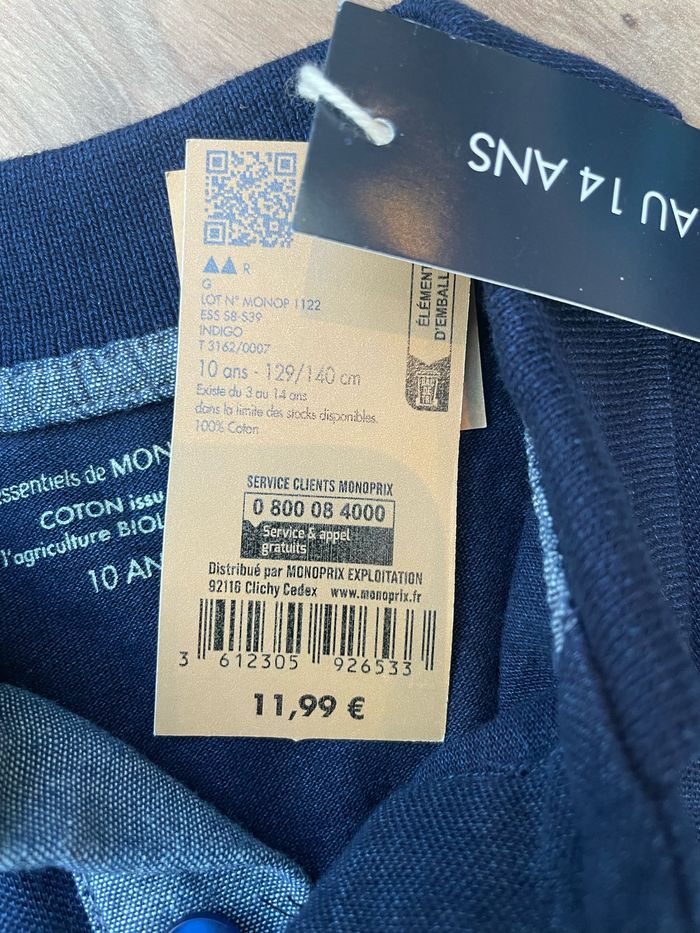 AU 14 ANS
R
G
LOT N° MONOP 1122
ESS S8-S39
INDIGO
T 3162/0007
10 ans - 129/140 cm
Existe du 3 au 14 ans
dans la limite des stocks disponibles.
100% Coton
ÉLÉMENT
D'EMBALL
SERVICE CLIENTS MONOPRIX
0 800 08 4000
Service & appel
gratuits
Distribué par MONOPRIX EXPLOITATION
92116 Clichy Cedex www.monoprix.fr
3 612305 926533
11,99 €
essentiels de MON
COTON issu
l'agriculture BIOL
10 AN